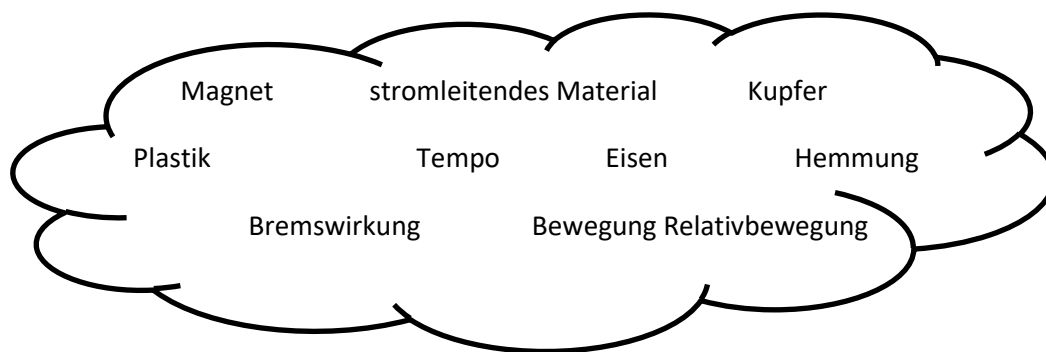 Magnet stromleitendes Material Kupfer
Plastik Tempo Eisen Hemmung
Bremswirkung Bewegung Relativbewegung